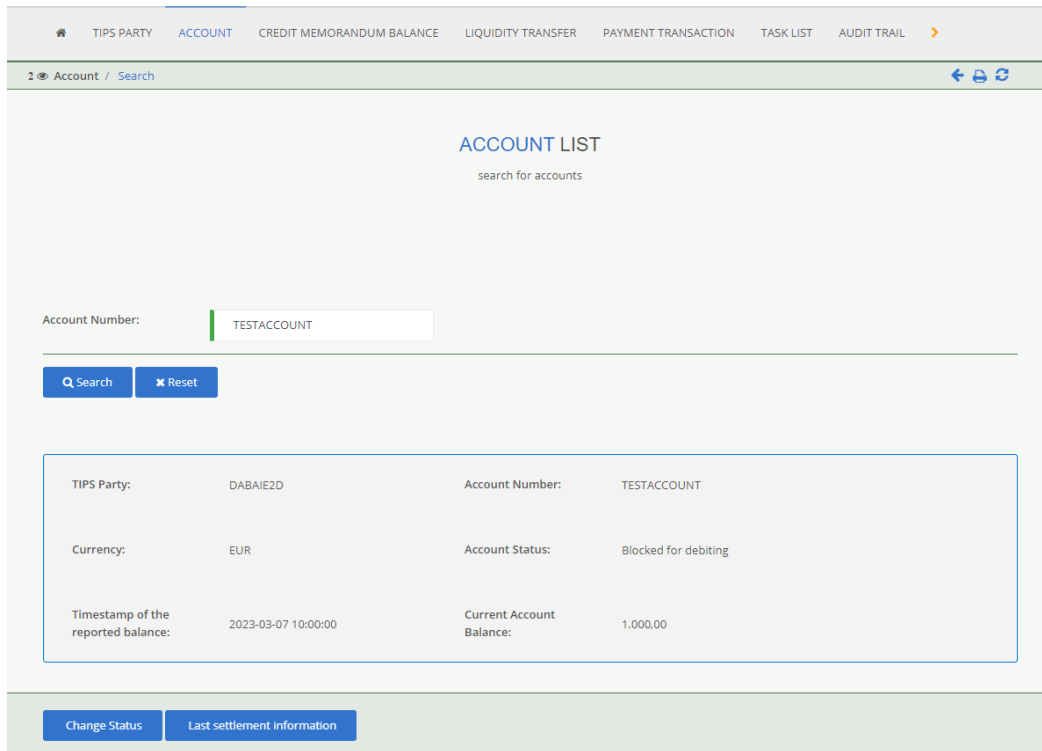 TIPS PARTY ACCOUNT CREDIT MEMORANDUM BALANCE LIQUIDITY TRANSFER PAYMENT TRANSACTION TASK LIST AUDIT TRAIL
2 Account / Search
ACCOUNT LIST
search for accounts
Account Number: TESTACCOUNT
Search Reset
TIPS Party: DABAIE2D Account Number: TESTACCOUNT
Currency: EUR Account Status: Blocked for debiting
Timestamp of the
reported balance: 2023-03-07 10:00:00 Current Account
Balance: 1.000,00
Change Status Last settlement information